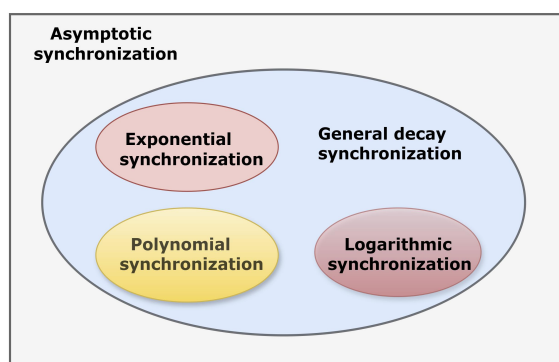 Asymptotic
synchronization
Exponential
synchronization
General decay
synchronization
Polynomial
synchronization
Logarithmic
synchronization